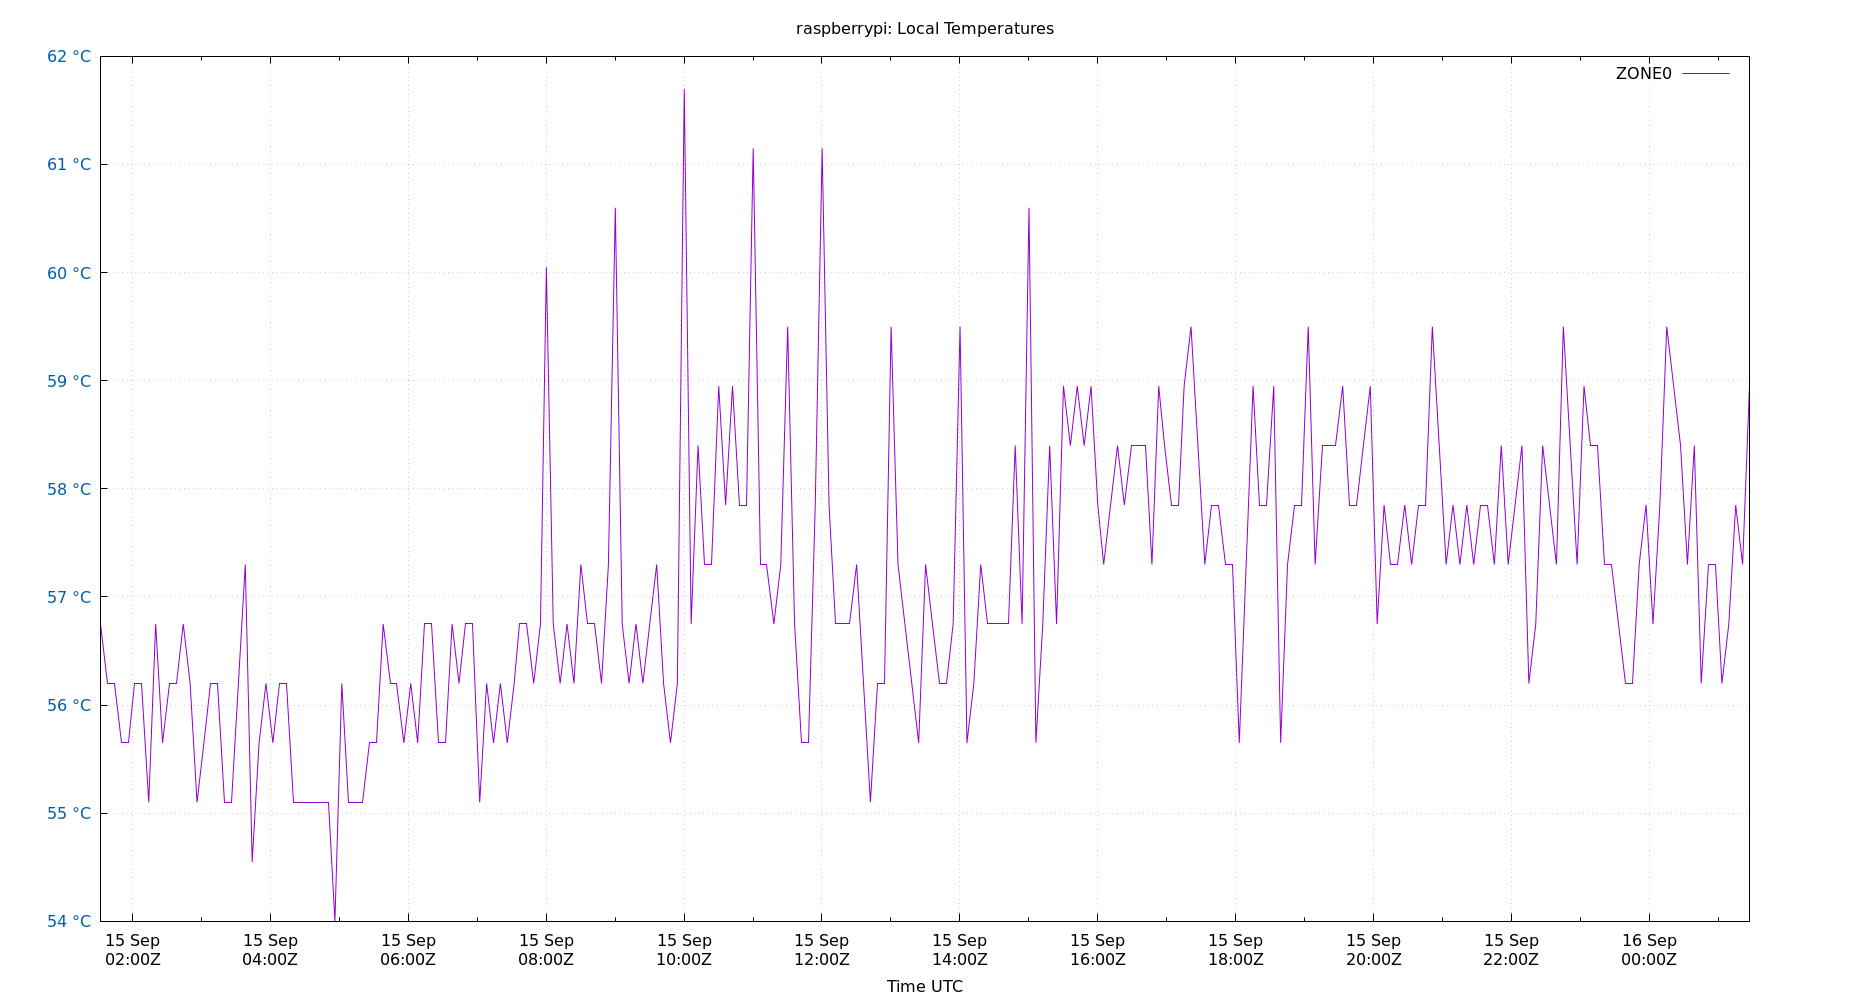 raspberrypi: Local Temperatures
ZONE0
62 °C
61 °C
60 °C
59 °C
58 °C
57 °C
56 °C
55 °C
54 °C
15 Sep 15 Sep 15 Sep 15 Sep 15 Sep 15 Sep 15 Sep 15 Sep 15 Sep 15 Sep 15 Sep 16 Sep
02:00Z 04:00Z 06:00Z 08:00Z 10:00Z 12:00Z 14:00Z 16:00Z 18:00Z 20:00Z 22:00Z 00:00Z
Time UTC